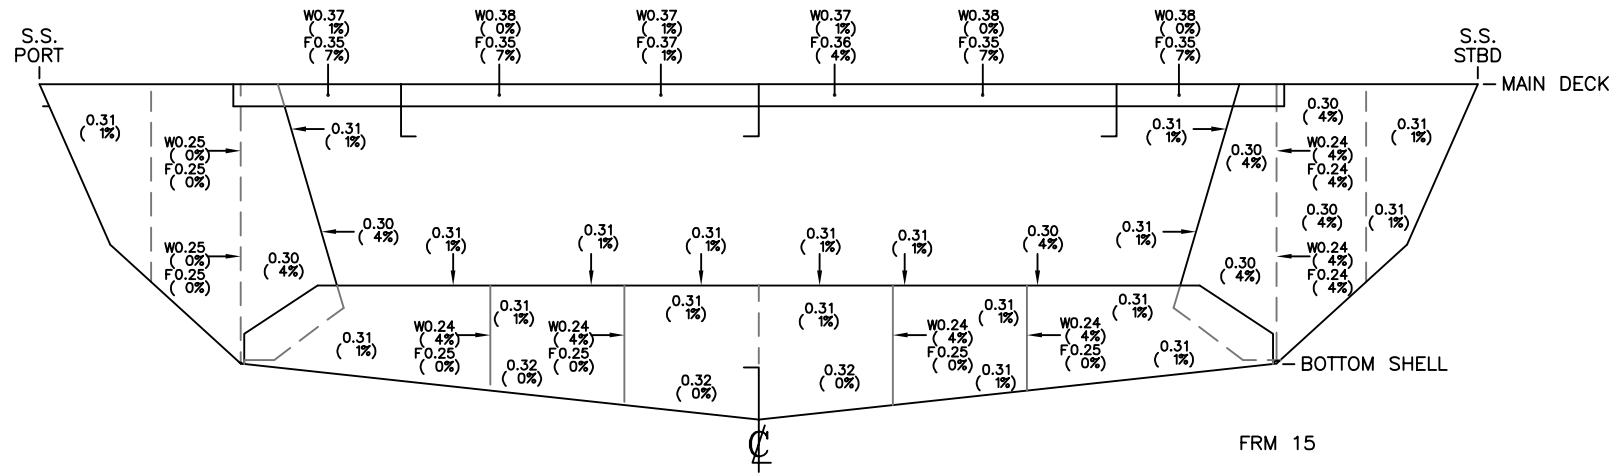 W0.37
( 1%)
F0.35
( 7%)
W0.38
( 0%)
F0.35
( 7%)
W0.37
( 1%)
F0.37
( 1%)
W0.37
( 1%)
F0.36
( 4%)
W0.38
( 0%)
F0.35
( 7%)
W0.38
( 0%)
F0.35
( 7%)
S.S.
PORT
S.S.
STBD
MAIN DECK
0.31
( 1%)
W0.25
( 0%)
F0.25
( 0%)
0.31
( 1%)
0.31
( 1%)
0.30
( 4%)
0.30
( 4%)
W0.24
( 4%)
F0.24
( 4%)
0.31
( 1%)
W0.25
( 0%)
F0.25
( 0%)
0.30
( 4%)
0.30
( 4%)
0.31
( 1%)
0.31
( 1%)
0.31
( 1%)
0.31
( 1%)
0.31
( 1%)
0.30
( 4%)
0.31
( 1%)
0.30
( 4%)
0.30
( 4%)
0.31
( 1%)
W0.24
( 4%)
F0.24
( 4%)
0.31
( 1%)
W0.24
( 4%)
F0.25
( 0%)
0.31
( 1%)
0.32
( 0%)
W0.24
( 4%)
F0.25
( 0%)
0.31
( 1%)
0.32
( 0%)
0.31
( 1%)
0.32
( 0%)
W0.24
( 4%)
F0.25
( 0%)
0.31
( 1%)
0.31
( 1%)
W0.24
( 4%)
F0.25
( 0%)
0.31
( 1%)
0.31
( 1%)
BOTTOM SHELL
℄
FRM 15